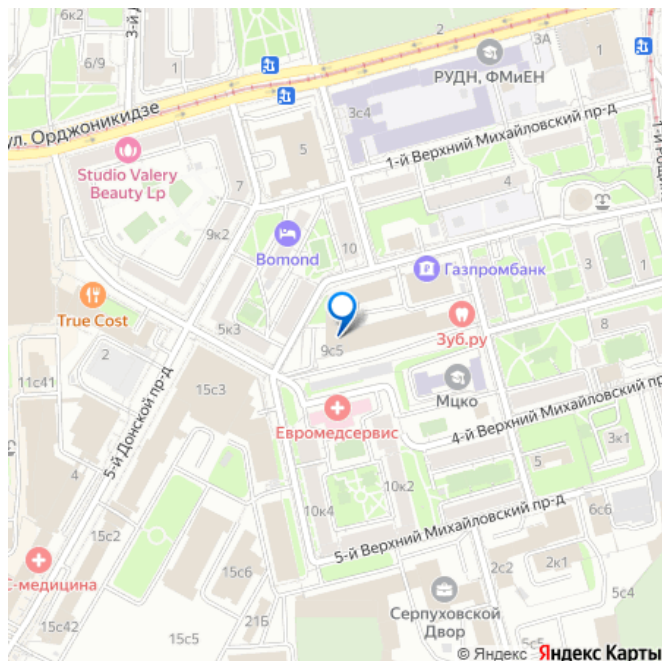 2
3А
1
6/9
1
3-й
РУДН, ФМиЕН
ул. Орджоникидзе
3с4
1-й Верхний Михайловский пр-д
Studio Valery
Beauty Lp
5
7
4
9к2
10
Bomond
Газпромбанк
3
1
True Cost
5к3
Зуб.ру
8
9с5
2
11с41
15с3
5-й Донской пр-д
Мцко
Евромедсервис
4-й Верхний Михайловский пр
3к1
4
5
10к2
10к4
15с2
5-й Верхний Михайловский пр-д
6с6
С-медицина
15с6
2к1
2с2
5с4
Серпуховской
Двор
15с42
21Б
15с5
© Яндекс Яндекс Карты